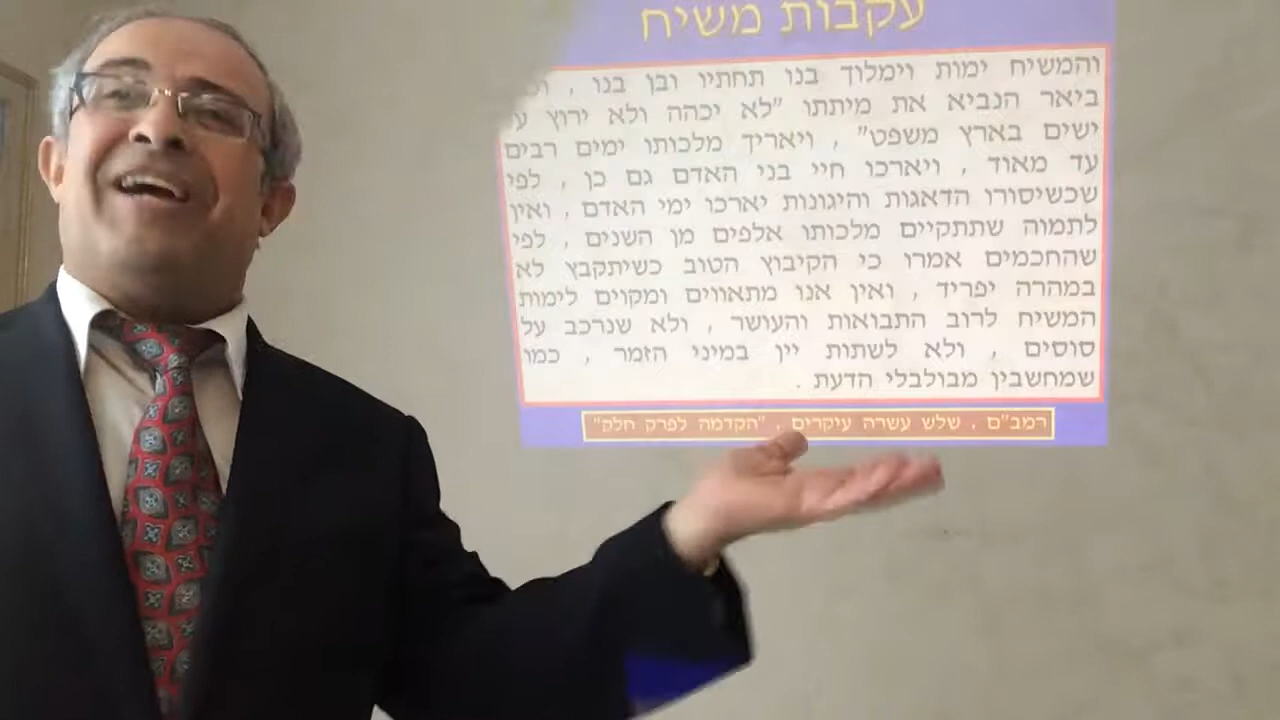 עקבות משיח
והמשיח ימות וימלוך בנו תחתיו ובן בנו ,
ביאר הנביא את מיתתו "לא יכהה ולא ירוץ
ישים בארץ משפט" , ויאריך מלכותו ימים רבים
עד מאוד , ויארכו חיי בני האדם גם כן , לפי
שכשיסורו הדאגות והיגונות יארכו ימי האדם , ואין
לתמוה שתתקיים מלכותו אלפים מן השנים , לפי
שהחכמים אמרו כי הקיבוץ הטוב כשיתקבץ לא
במהרה יפריד , ואין אנו מתאווים ומקוים לימות
המשיח לרוב התבואות והעושר , ולא שנרכב על
סוסים , ולא לשתות יין במיני הזמר , כמו
שמחשבין מבולבלי הדעת .
רמב"ם , שלש עשרה עיקרים , "הקדמה לפרק חלק"